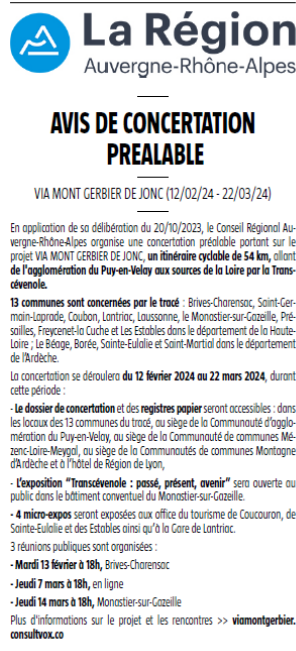 La Région
Auvergne-Rhône-Alpes
AVIS DE CONCERTATION
PREALABLE
VIA MONT GERBIER DE JONC (12/02/24 - 22/03/24)
En application de sa délibération du 20/10/2023, le Conseil Régional Au-
vergne-Rhône-Alpes organise une concertation préalable portant sur le
projet VIA MONT GERBIER DE JONC, un itinéraire cyclable de 54 km, allant
de l'agglomération du Puy-en-Velay aux sources de la Loire par la Trans-
cévenole.
13 communes sont concernées par le tracé : Brives-Charensac, Saint-Ger-
main-Laprade, Coubon, Lantriac, Laussonne, le Monastier-sur-Gazeille, Pré-
sailles, Freycenet-la Cuche et Les Estables dans le département de la Haute-
Loire ; Le Béage, Borée, Sainte-Eulalie et Saint-Martial dans le département
de l'Ardèche.
La concertation se déroulera du 12 février 2024 au 22 mars 2024, durant
cette période :
- Le dossier de concertation et des registres papier seront accessibles : dans
les locaux des 13 communes du tracé, au siège de la Communauté d'agglo-
mération du Puy-en-Velay, au siège de la Communauté de communes Mé-
zenc-Loire-Meygal, au siège de la Communautés de communes Montagne
d'Ardèche et à l'hôtel de Région de Lyon,
- L'exposition "Transcévenole : passé, présent, avenir" sera ouverte au
public dans le bâtiment conventuel du Monastier-sur-Gazeille.
- 4 micro-expos seront exposées aux office du tourisme de Coucouron, de
Sainte-Eulalie et des Estables ainsi qu'à la Gare de Lantriac.
3 réunions publiques sont organisées :
- Mardi 13 février à 18h, Brives-Charensac
- Jeudi 7 mars à 18h, en ligne
- Jeudi 14 mars à 18h, Monastier-sur-Gazeille
Plus d'informations sur le projet et les rencontres >> viamontgerbier.
consultvox.co